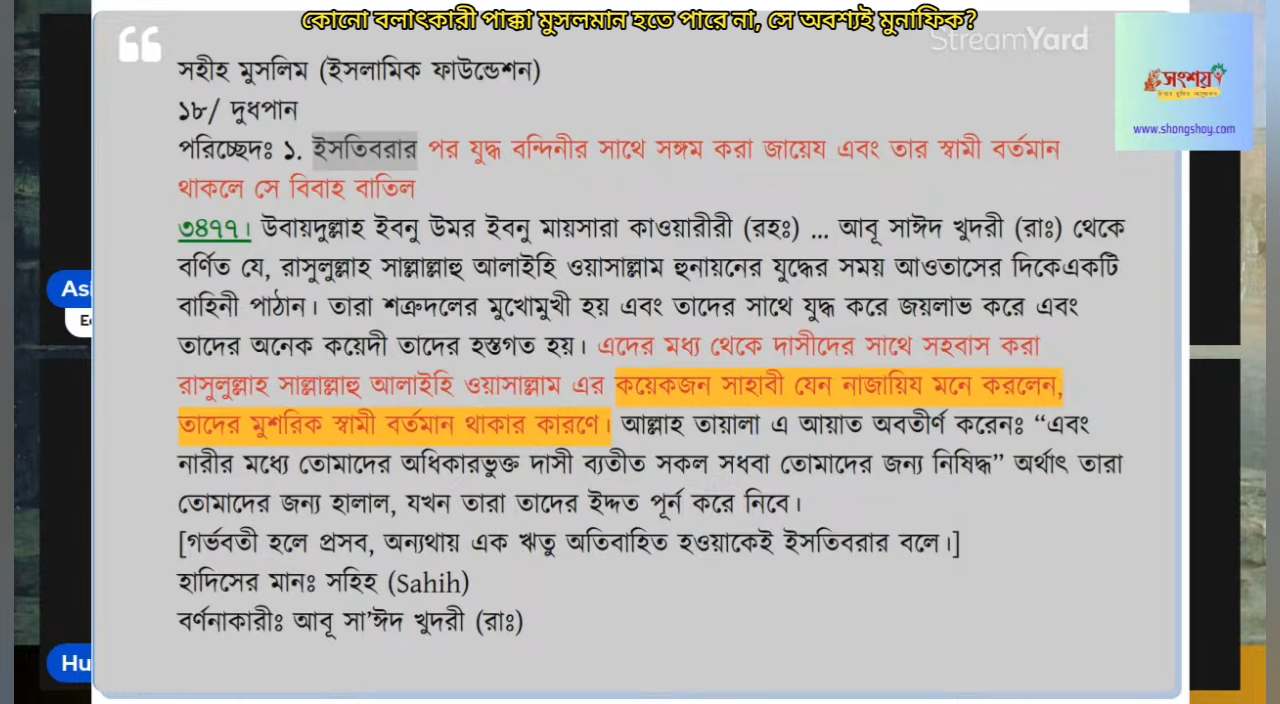 কোনো বলাৎকারী পাক্কা মুসলমান হতে পারে না, সে অবশ্যই মুনাফিক?
StreamYard
সংশয়
www.shongshoy.com
সহীহ মুসলিম (ইসলামিক ফাউন্ডেশন)
১৮/ দুধপান
পরিচ্ছেদঃ ১. ইসতিবরার পর যুদ্ধ বন্দিনীর সাথে সঙ্গম করা জায়েয এবং তার স্বামী বর্তমান
থাকলে সে বিবাহ বাতিল
৩৪৭৭। উবায়দুল্লাহ ইবনু উমর ইবনু মায়সারা কাওয়ারীরী (রহঃ) ... আবূ সাঈদ খুদরী (রাঃ) থেকে
বর্ণিত যে, রাসুলুল্লাহ সাল্লাল্লাহু আলাইহি ওয়াসাল্লাম হুনায়নের যুদ্ধের সময় আওতাসের দিকেএকটি
বাহিনী পাঠান। তারা শত্রুদলের মুখোমুখী হয় এবং তাদের সাথে যুদ্ধ করে জয়লাভ করে এবং
তাদের অনেক কয়েদী তাদের হস্তগত হয়। এদের মধ্য থেকে দাসীদের সাথে সহবাস করা
রাসুলুল্লাহ সাল্লাল্লাহু আলাইহি ওয়াসাল্লাম এর কয়েকজন সাহাবী যেন নাজায়িয মনে করলেন,
তাদের মুশরিক স্বামী বর্তমান থাকার কারণে। আল্লাহ তায়ালা এ আয়াত অবতীর্ণ করেনঃ “এবং
নারীর মধ্যে তোমাদের অধিকারভুক্ত দাসী ব্যতীত সকল সধবা তোমাদের জন্য নিষিদ্ধ” অর্থাৎ তারা
তোমাদের জন্য হালাল, যখন তারা তাদের ইদ্দত পূর্ন করে নিবে।
[গর্ভবতী হলে প্রসব, অন্যথায় এক ঋতু অতিবাহিত হওয়াকেই ইসতিবরার বলে।]
হাদিসের মানঃ সহিহ (Sahih)
বর্ণনাকারীঃ আবূ সা’ঈদ খুদরী (রাঃ)
Asi
Hu